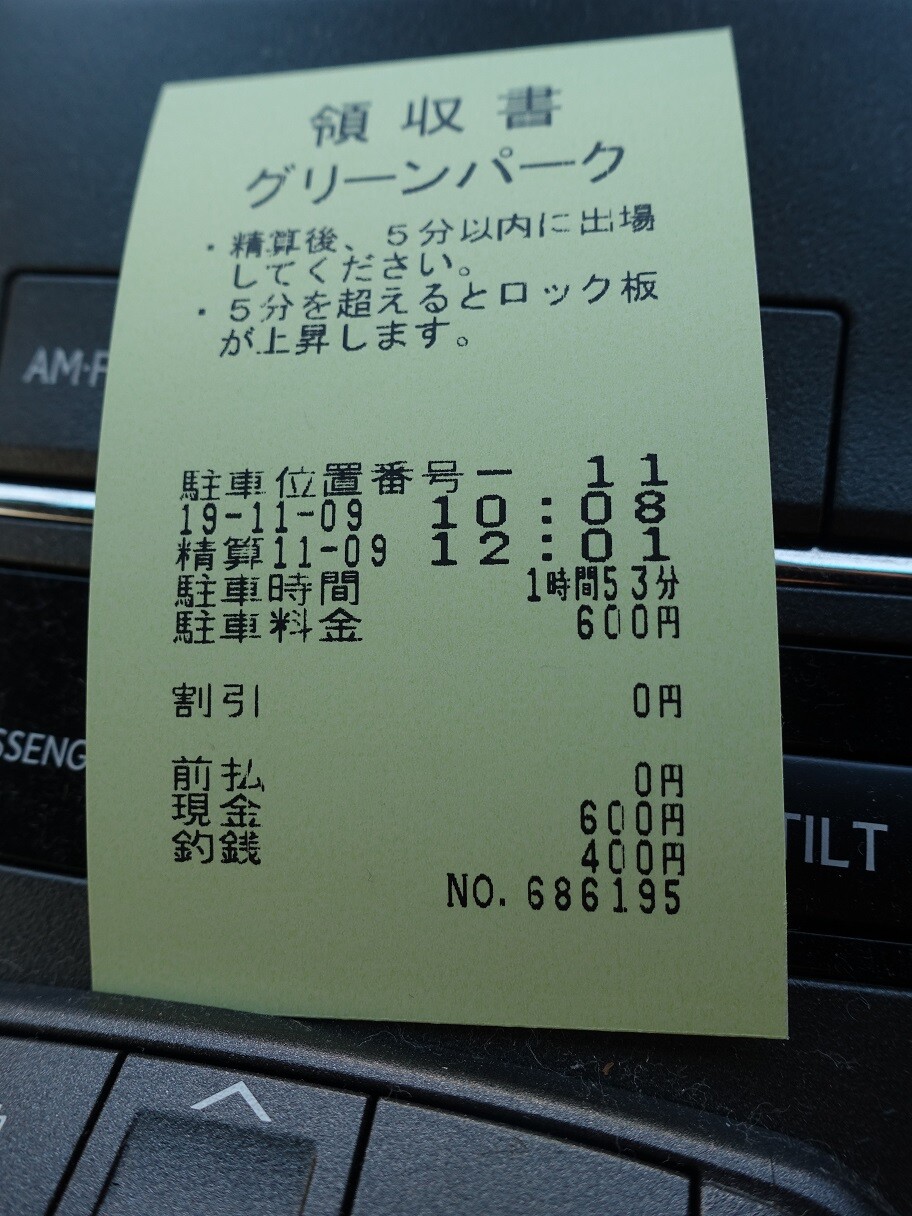 領収書
グリーンパーク
・精算後、5分以内に出場
してください。
・5分を超えるとロック板
が上昇します。
AM・F
駐車位置番号ー 11
19-11-09 10:08
精算11-09 12:01
駐車時間 1時間53分
駐車料金 600円
割引 0円
SSENG
前払 0円
現金 600円
TILT
釣銭 400円
NO.686195